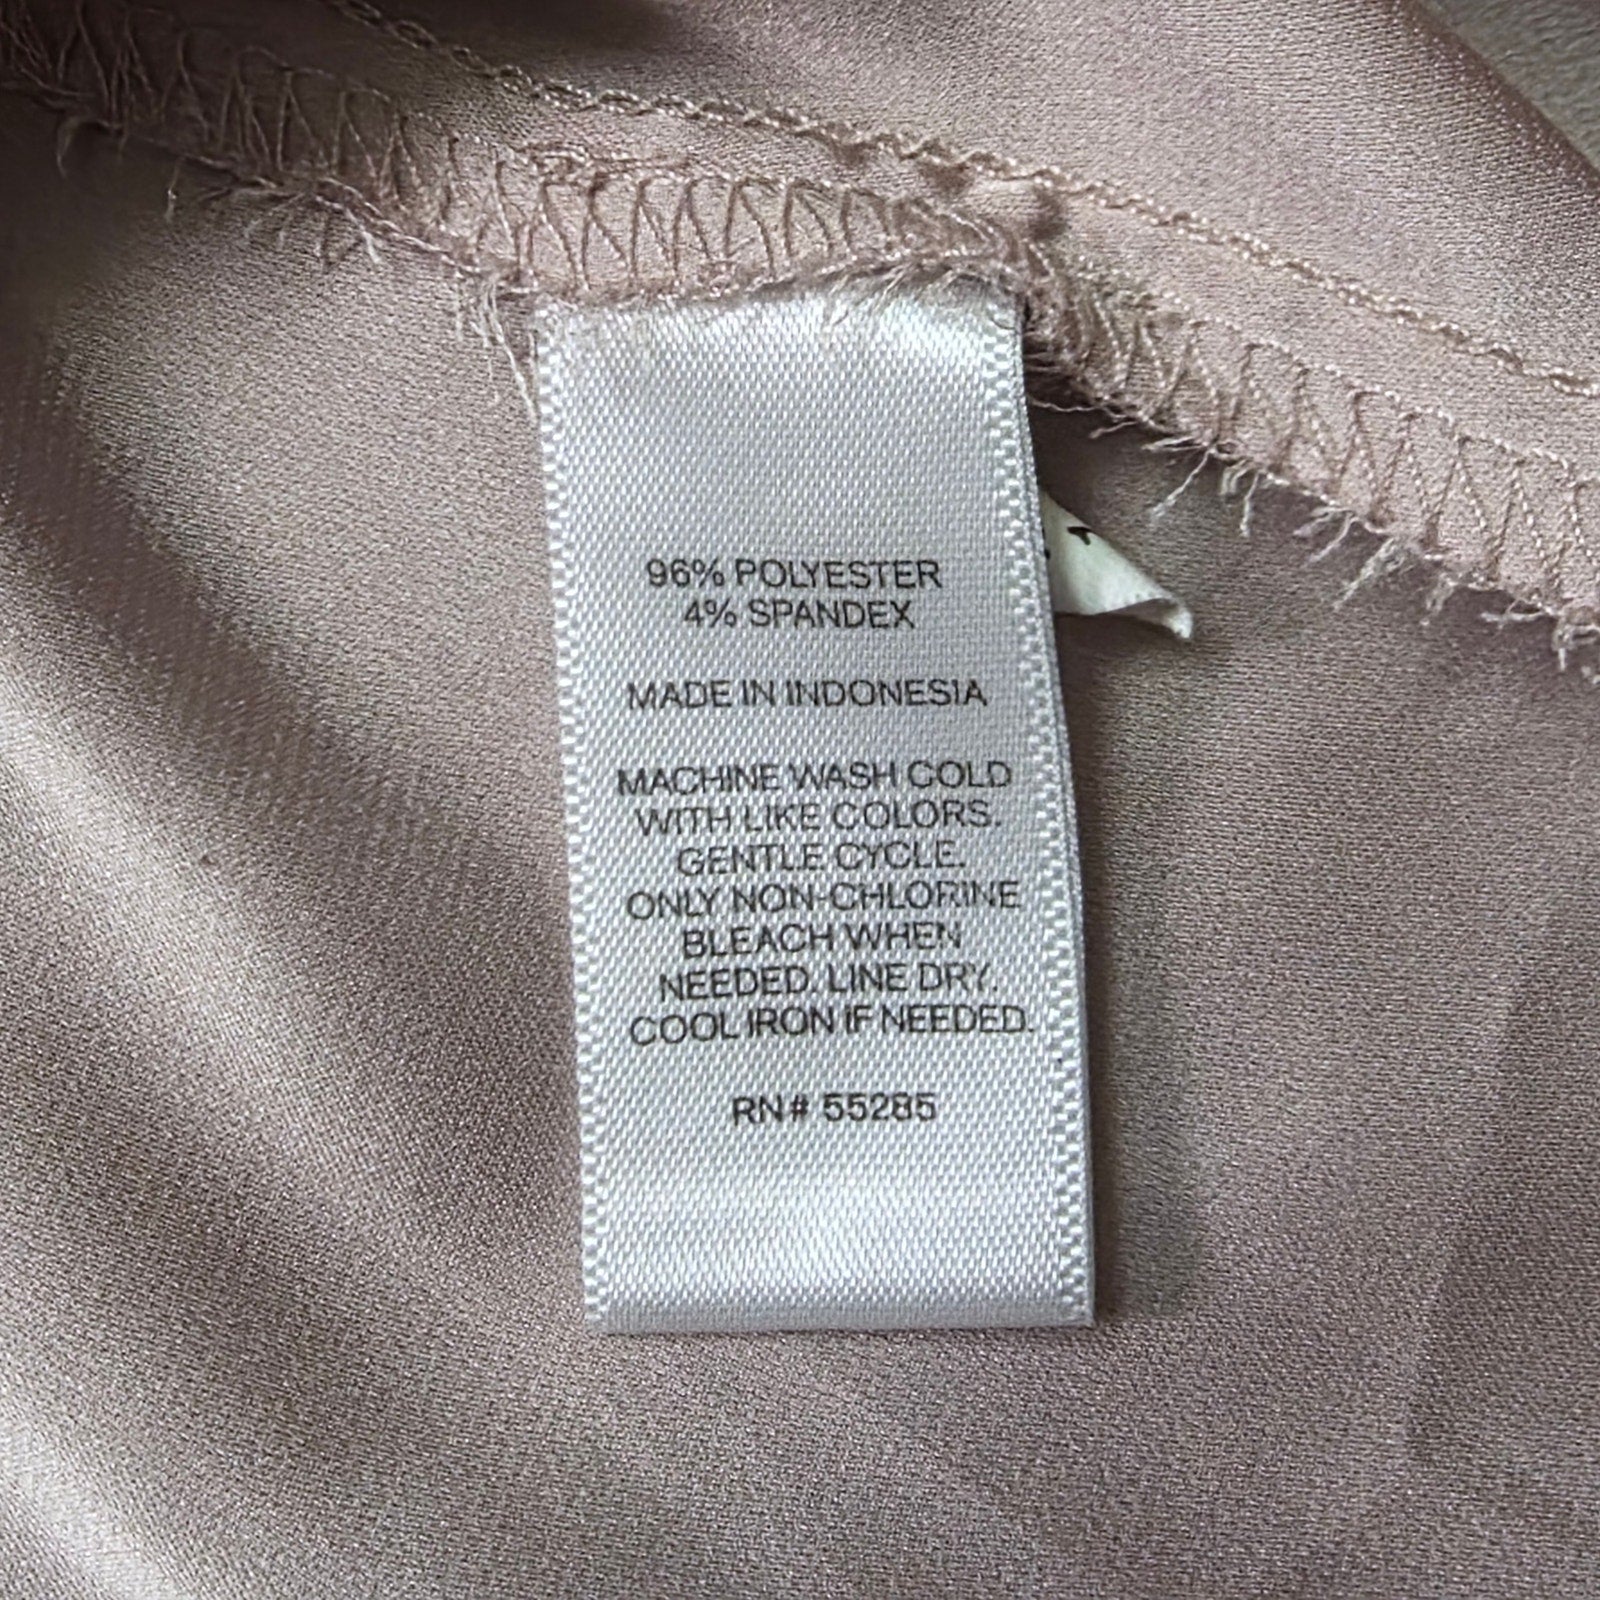 96% POLYESTER
4% SPANDEX
MADE IN INDONESIA
MACHINE WASH COLD
WITH LIKE COLORS.
GENTLE CYCLE.
ONLY NON-CHLORINE
BLEACH WHEN
NEEDED. LINE DRY.
COOL IRON IF NEEDED.
RN# 55285